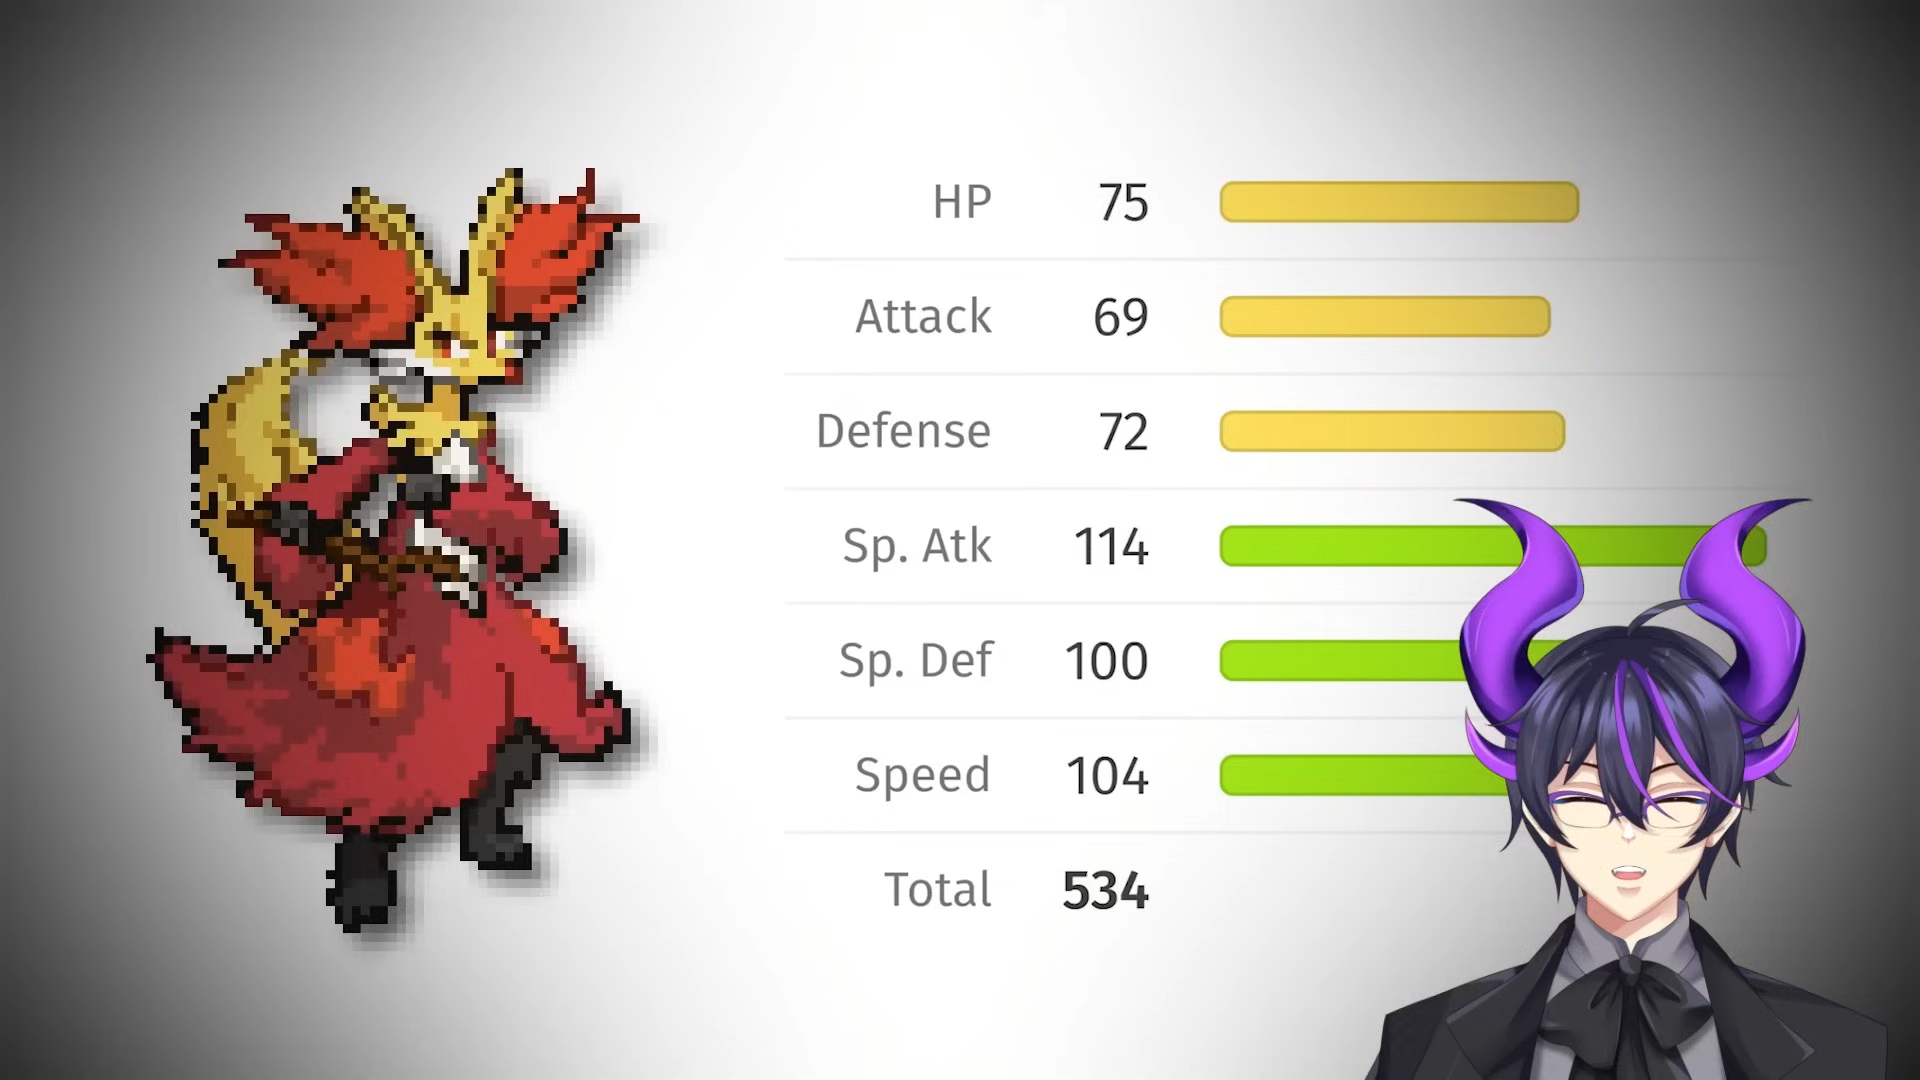 HP 75
Attack 69
Defense 72
Sp. Atk 114
Sp. Def 100
Speed 104
Total 534